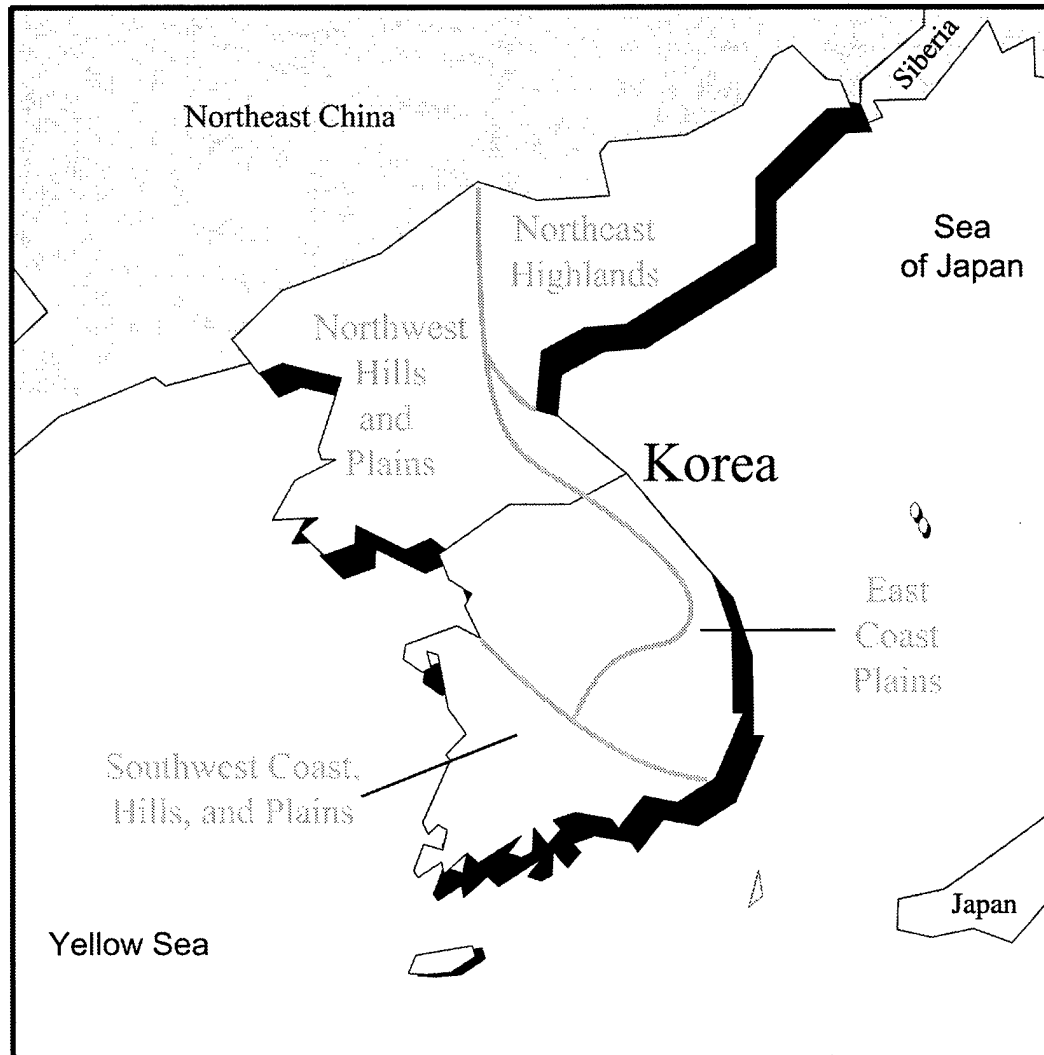 Siberia
Northeast China
Northeast
Highlands
Sea
of Japan
Northwest
Hills
and
Plains
Korea
East
Coast
Plains
Southwest Coast,
Hills, and Plains
Japan
Yellow Sea